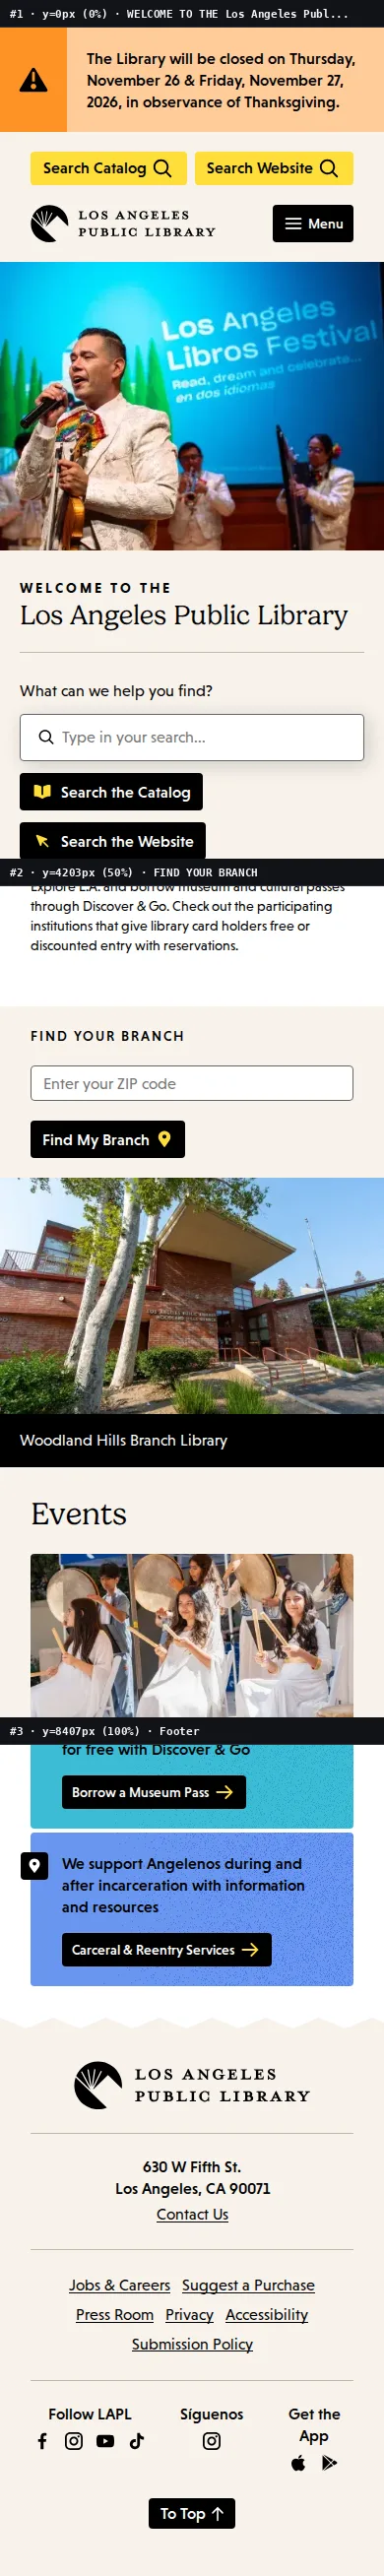 #1 · y=0px (0%) · WELCOME TO THE Los Angeles Publ...
The Library will be closed on Thursday,
November 26 & Friday, November 27,
2026, in observance of Thanksgiving.
Search Catalog
Search Website
LOS ANGELES
PUBLIC LIBRARY
Menu
Los Angeles
Libros Festival
Read, dream and celebrate...
en dos idiomas
WELCOME TO THE
Los Angeles Public Library
What can we help you find?
Type in your search...
Search the Catalog
Search the Website
#2 · y=4203px (50%) · FIND YOUR BRANCH
Explore L.A. and borrow museum and cultural passes
through Discover & Go. Check out the participating
institutions that give library card holders free or
discounted entry with reservations.
FIND YOUR BRANCH
Enter your ZIP code
Find My Branch
Woodland Hills Branch Library
Events
#3 · y=8407px (100%) · Footer
for free with Discover & Go
Borrow a Museum Pass
We support Angelenos during and
after incarceration with information
and resources
Carceral & Reentry Services
LOS ANGELES
PUBLIC LIBRARY
630 W Fifth St.
Los Angeles, CA 90071
Contact Us
Jobs & Careers Suggest a Purchase
Press Room Privacy Accessibility
Submission Policy
Follow LAPL
Síguenos
Get the
App
To Top